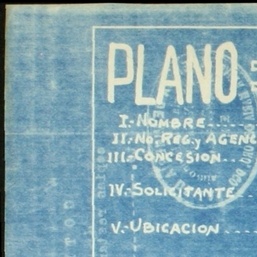 PLANO
I.-NOMBRE
II.-No, REG. y AGENC
III.-CONCESION
IV.-SOLICITANTE
V.-UBICACION